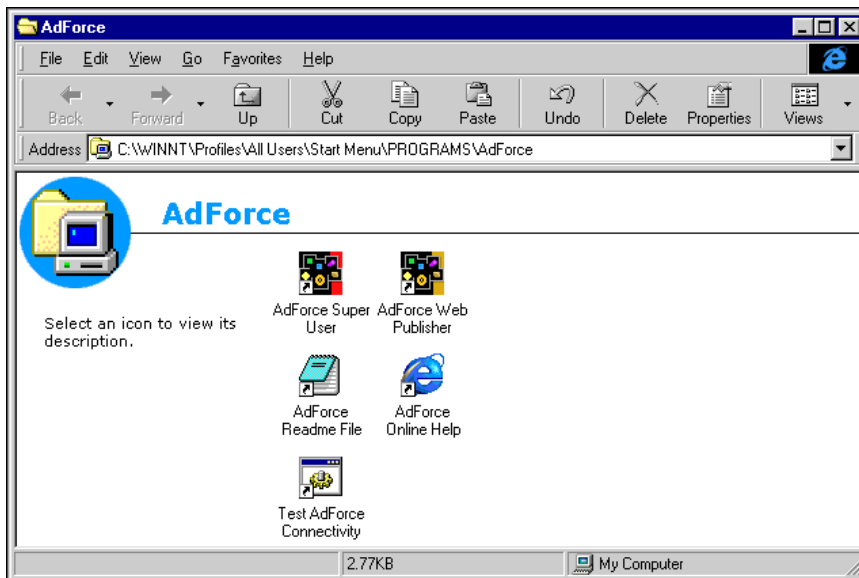 AdForce
File Edit View Go Favorites Help
Back Forward Up Cut Copy Paste Undo Delete Properties Views
Address C:\WINNT\Profiles\All Users\Start Menu\PROGRAMS\AdForce
AdForce
Select an icon to view its
description.
AdForce Super
User
AdForce Web
Publisher
AdForce
Readme File
AdForce
Online Help
Test AdForce
Connectivity
2.77KB My Computer